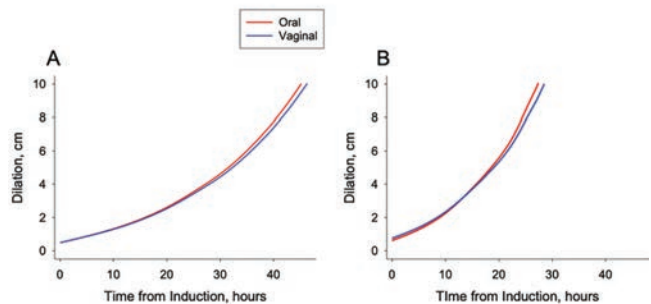 Oral
Vaginal
A
B
10
8
6
4
2
0
Dilation, cm
0
10
20
30
40
Time from Induction, hours
10
8
6
4
2
0
Dilation, cm
0
10
20
30
40
TIme from Induction, hours